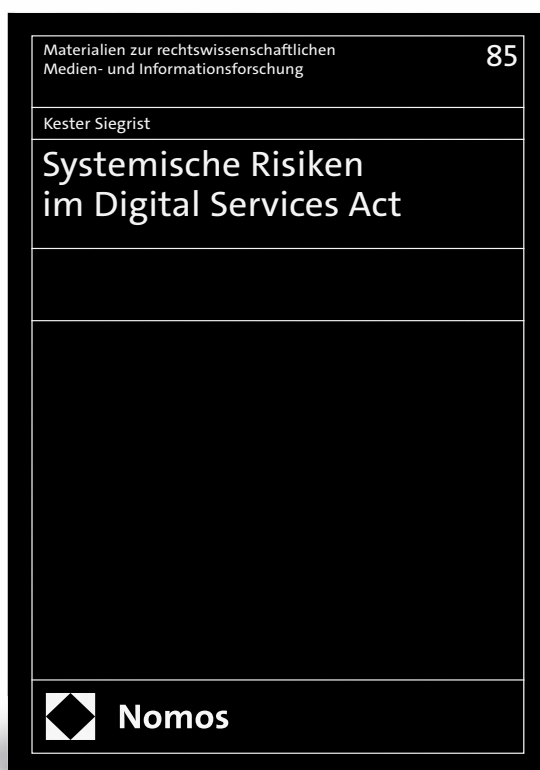 Materialien zur rechtswissenschaftlichen
Medien- und Informationsforschung
85
Kester Siegrist
Systemische Risiken
im Digital Services Act
Nomos